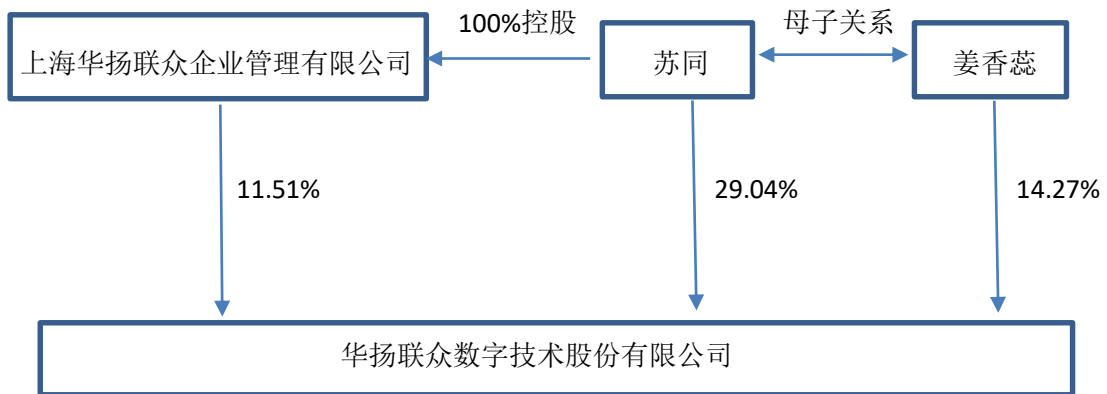 100%控股
母子关系
上海华扬联众企业管理有限公司
苏同
姜香蕊
11.51%
29.04%
14.27%
华扬联众数字技术股份有限公司